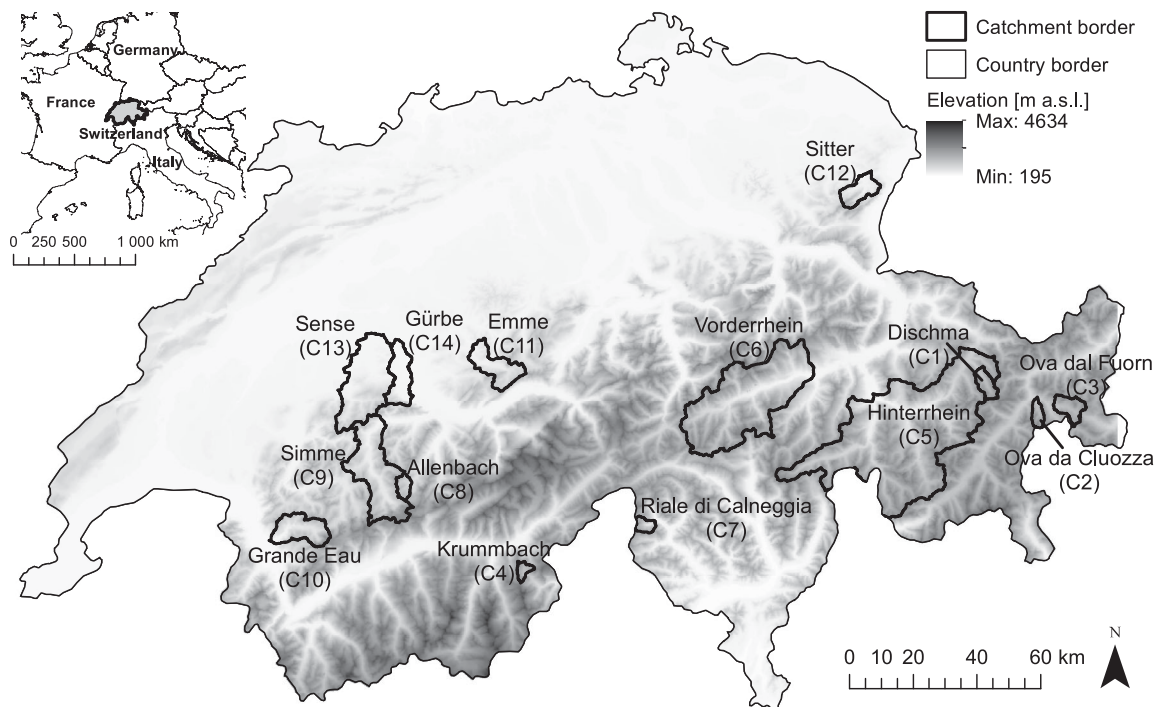 Germany
France
Switzerland
Italy
0 250 500 1 000 km
Catchment border
Country border
Elevation [m a.s.l.]
Max: 4634
Min: 195
Sitter
(C12)
Sense
(C13)
Gürbe
(C14)
Emme
(C11)
Vorderrhein
(C6)
Dischma
(C1)
Ova dal Fuorn
(C3)
Hinterrhein
(C5)
Ova da Cluozza
(C2)
Simme
(C9)
Allenbach
(C8)
Riale di Calneggia
(C7)
Grande Eau
(C10)
Krummbach
(C4)
N
0 10 20 40 60 km